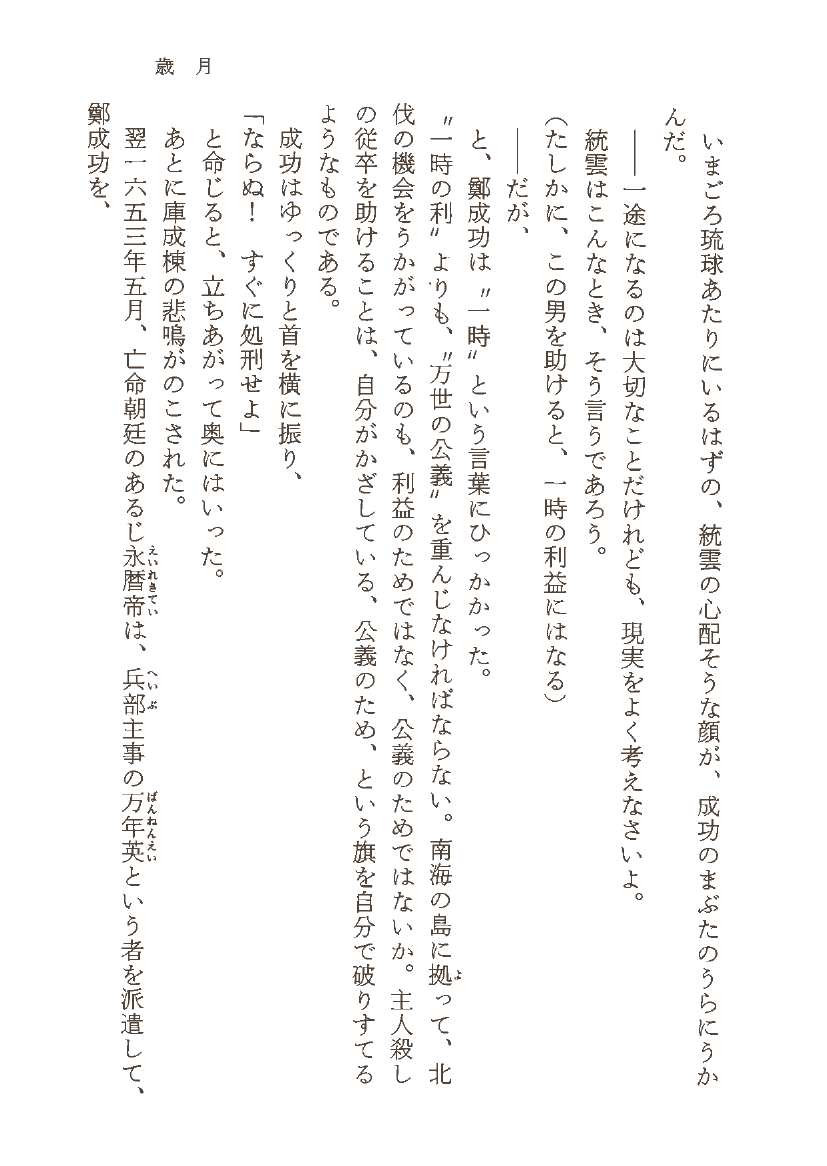 歳月
いまごろ琉球あたりにいるはずの、統雲の心配そうな顔が、成功のまぶたのうらにうか
んだ。
――一途になるのは大切なことだけれども、現実をよく考えなさいよ。
統雲はこんなとき、そう言うであろう。
（たしかに、この男を助けると、一時の利益にはなる）
――だが、
と、鄭成功は〝一時〟という言葉にひっかかった。
〝一時の利〟よりも、〝万世の公義〟を重んじなければならない。南海の島に拠って、北
伐の機会をうかがっているのも、利益のためではなく、公義のためではないか。主人殺し
の従卒を助けることは、自分がかざしている、公義のため、という旗を自分で破りすてる
ようなものである。
成功はゆっくりと首を横に振り、
「ならぬ！　すぐに処刑せよ」
と命じると、立ちあがって奥にはいった。
あとに庫成棟の悲鳴がのこされた。
翌一六五三年五月、亡命朝廷のあるじ永暦帝は、兵部主事の万年英という者を派遣して、
鄭成功を、
よ
えいれきてい
へいぶ
ばんねんえい